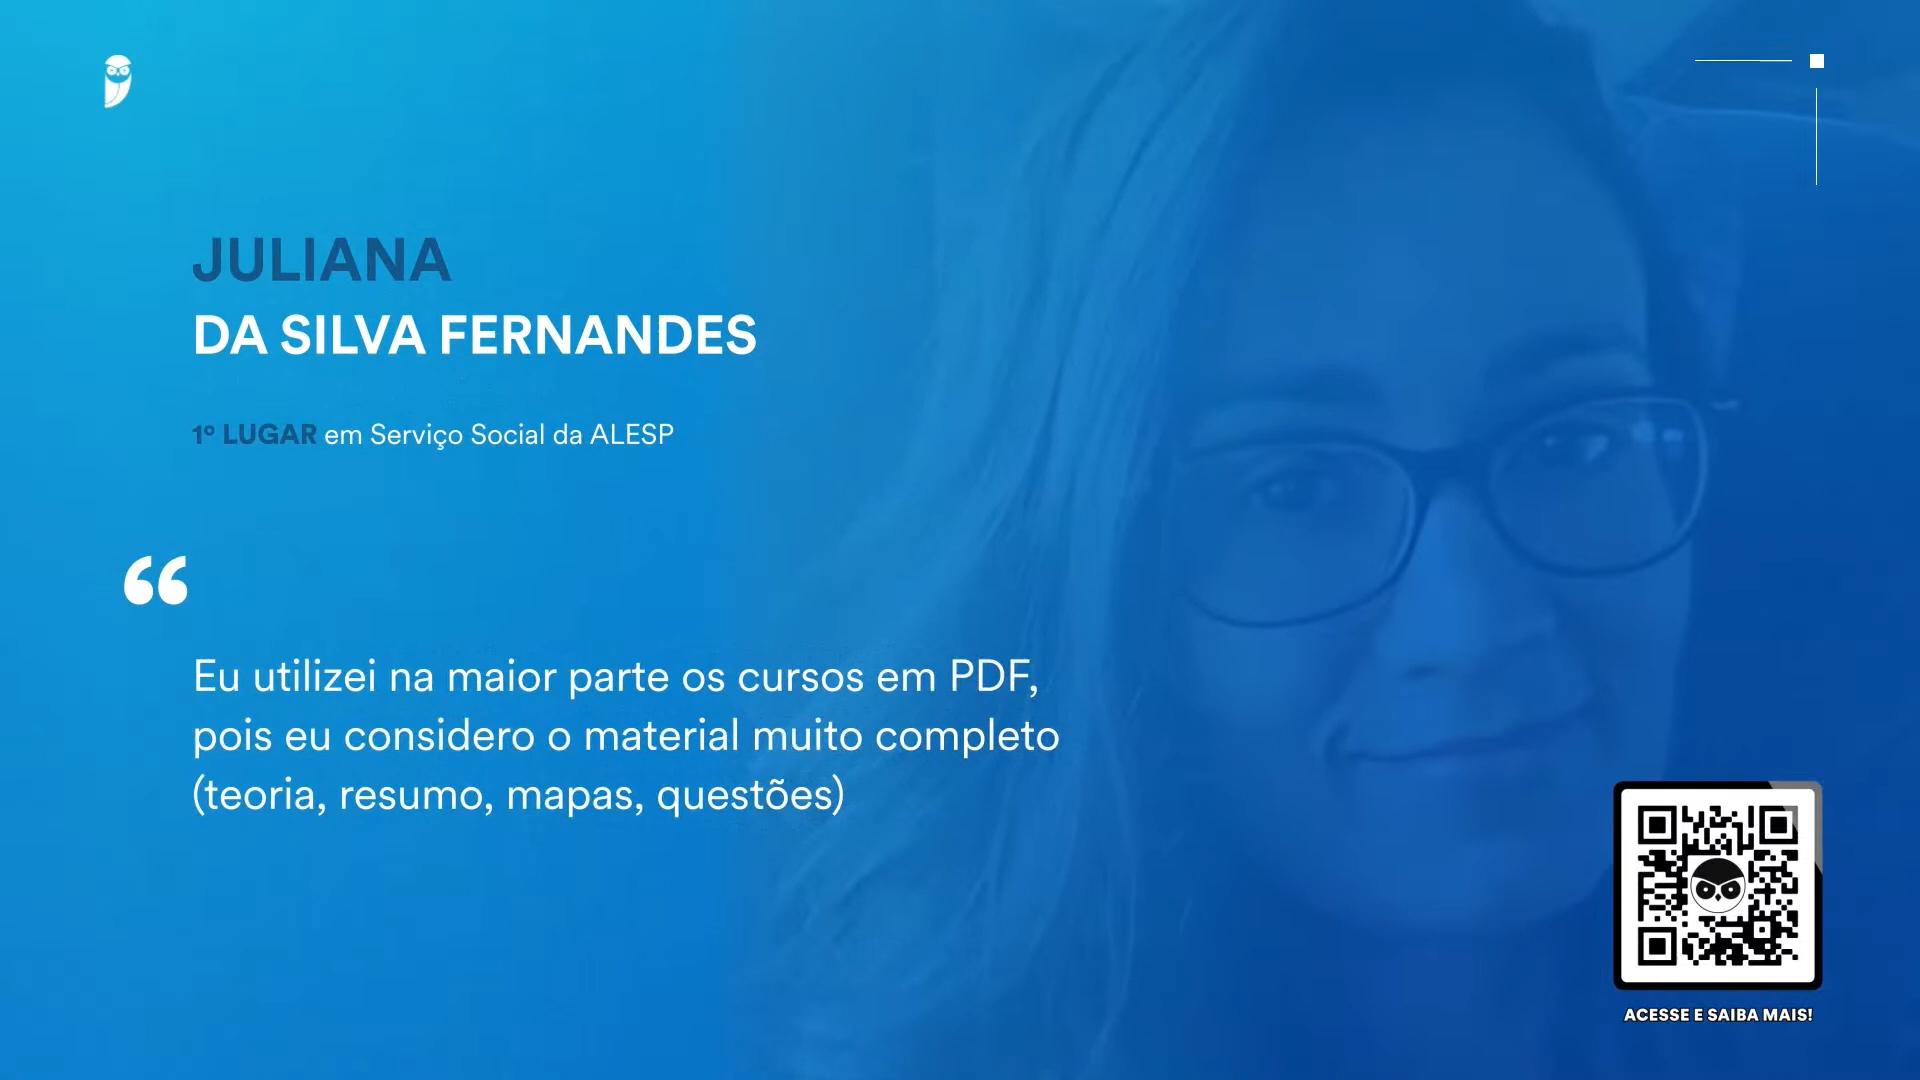 JULIANA
DA SILVA FERNANDES
1º LUGAR em Serviço Social da ALESP
“
Eu utilizei na maior parte os cursos em PDF,
pois eu considero o material muito completo
(teoria, resumo, mapas, questões)
ACESSE E SAIBA MAIS!